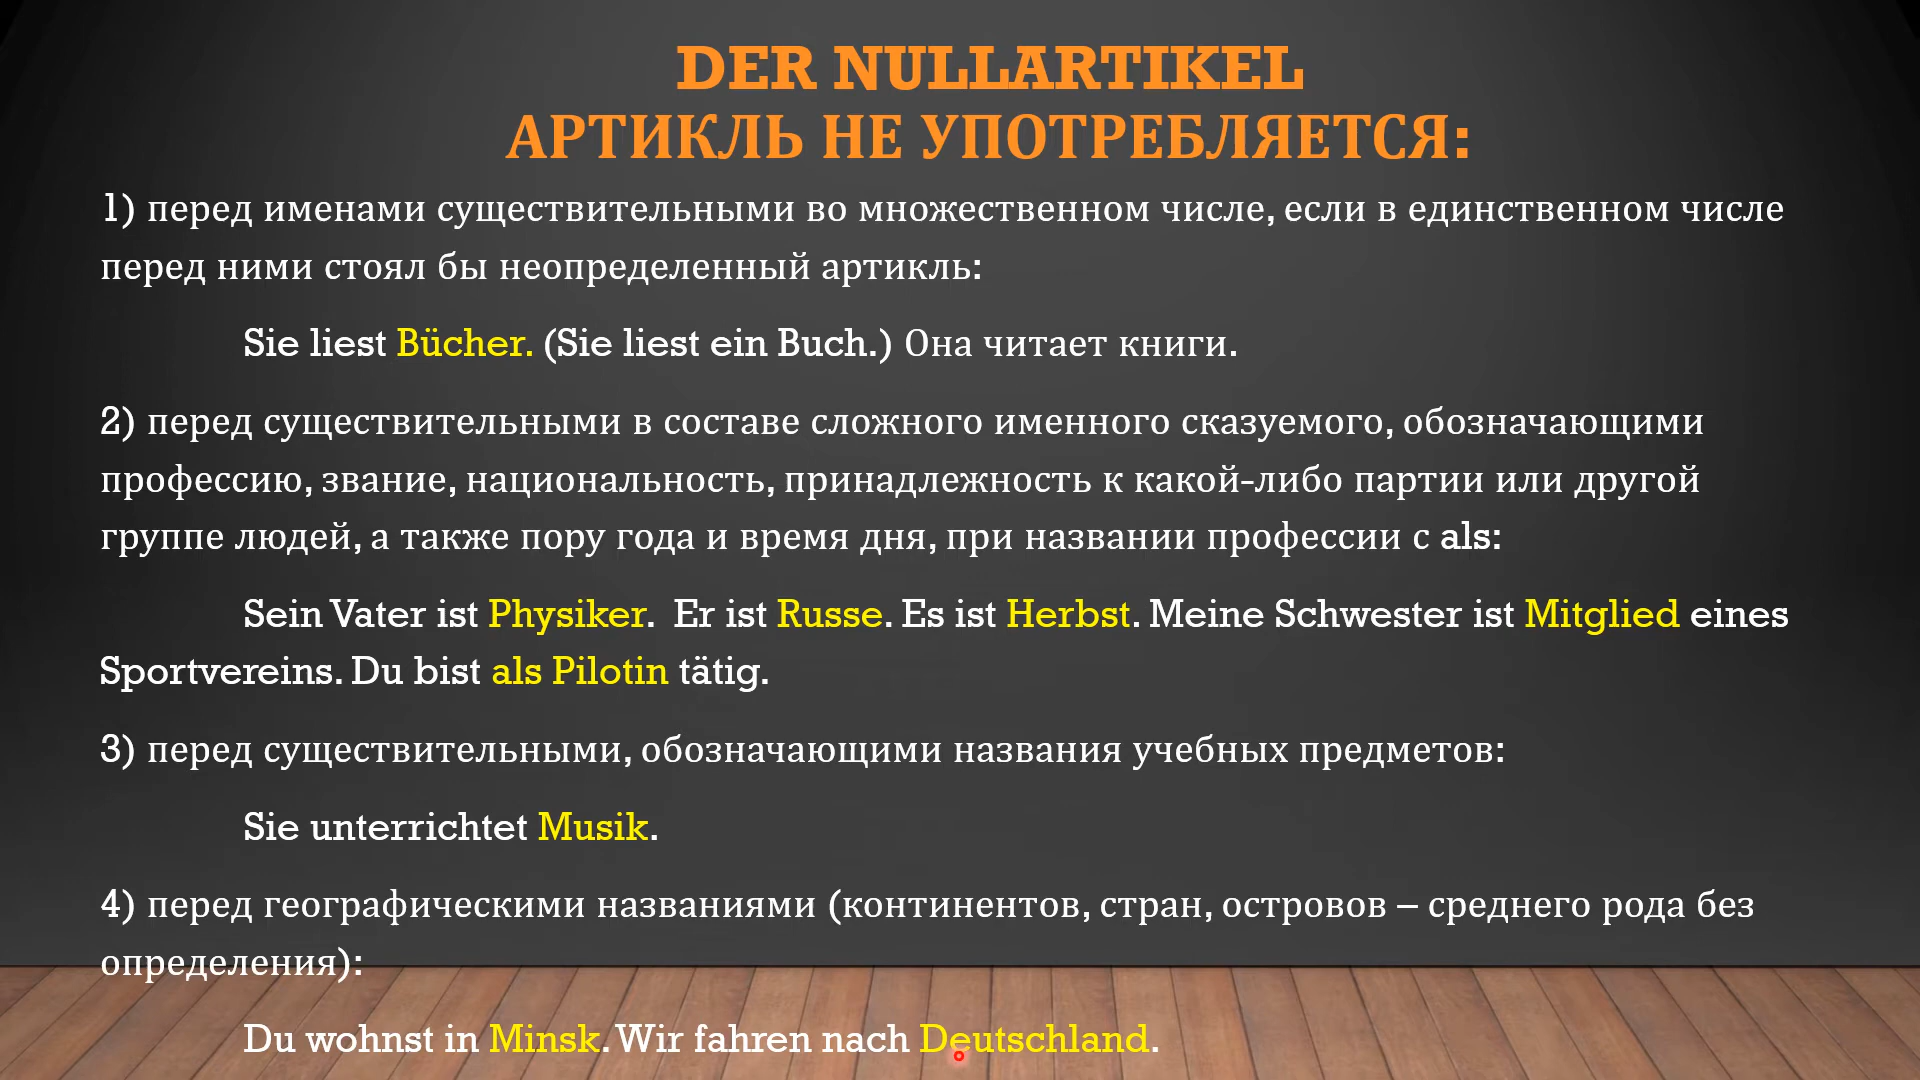 DER NULLARTIKEL
АРТИКЛЬ НЕ УПОТРЕБЛЯЕТСЯ:
1) перед именами существительными во множественном числе, если в единственном числе
перед ними стоял бы неопределенный артикль:
Sie liest Bücher. (Sie liest ein Buch.) Она читает книги.
2) перед существительными в составе сложного именного сказуемого, обозначающими
профессию, звание, национальность, принадлежность к какой-либо партии или другой
группе людей, а также пору года и время дня, при названии профессии с als:
Sein Vater ist Physiker. Er ist Russe. Es ist Herbst. Meine Schwester ist Mitglied eines
Sportvereins. Du bist als Pilotin tätig.
3) перед существительными, обозначающими названия учебных предметов:
Sie unterrichtet Musik.
4) перед географическими названиями (континентов, стран, островов – среднего рода без
определения):
Du wohnst in Minsk. Wir fahren nach Deutschland.